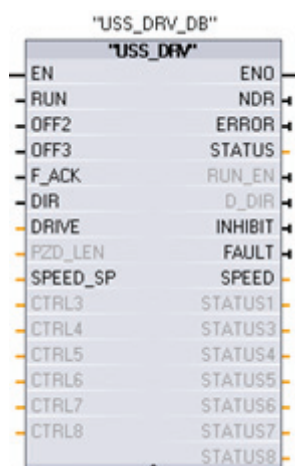 "USS_DRV_DB"
"USS_DRV"
EN ENO
RUN NDR
OFF2 ERROR
OFF3 STATUS
F_ACK RUN_EN
DIR D_DIR
DRIVE INHIBIT
PZD_LEN FAULT
SPEED_SP SPEED
CTRL3 STATUS1
CTRL4 STATUS3
CTRL5 STATUS4
CTRL6 STATUS5
CTRL7 STATUS6
CTRL8 STATUS7
STATUS8